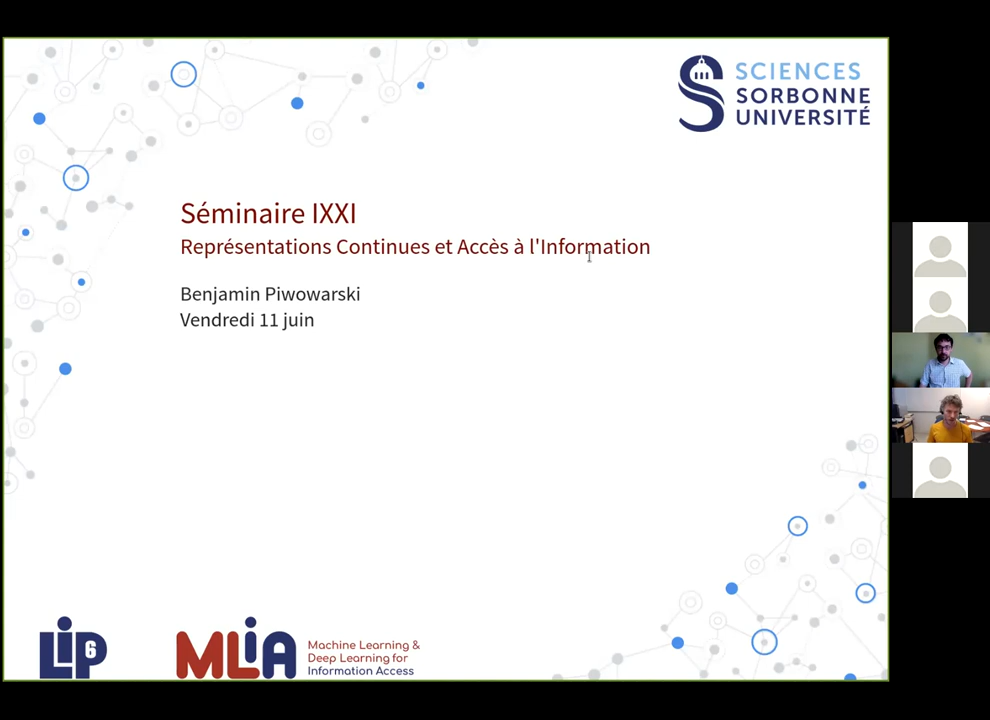 SCIENCES
SORBONNE
UNIVERSITÉ
Séminaire IXXI
Représentations Continues et Accès à l'Information
Benjamin Piwowarski
Vendredi 11 juin
LIP6
MLIA
Machine Learning &
Deep Learning for
Information Access